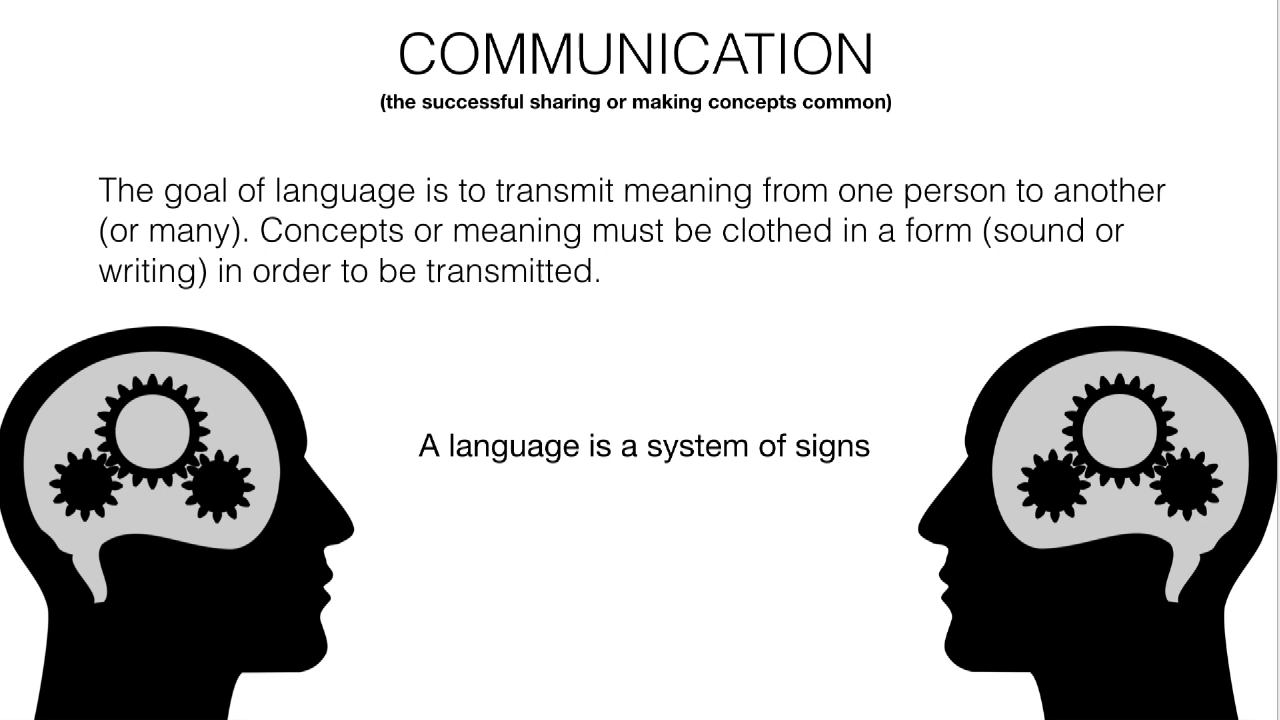 COMMUNICATION
(the successful sharing or making concepts common)
The goal of language is to transmit meaning from one person to another
(or many). Concepts or meaning must be clothed in a form (sound or
writing) in order to be transmitted.
A language is a system of signs